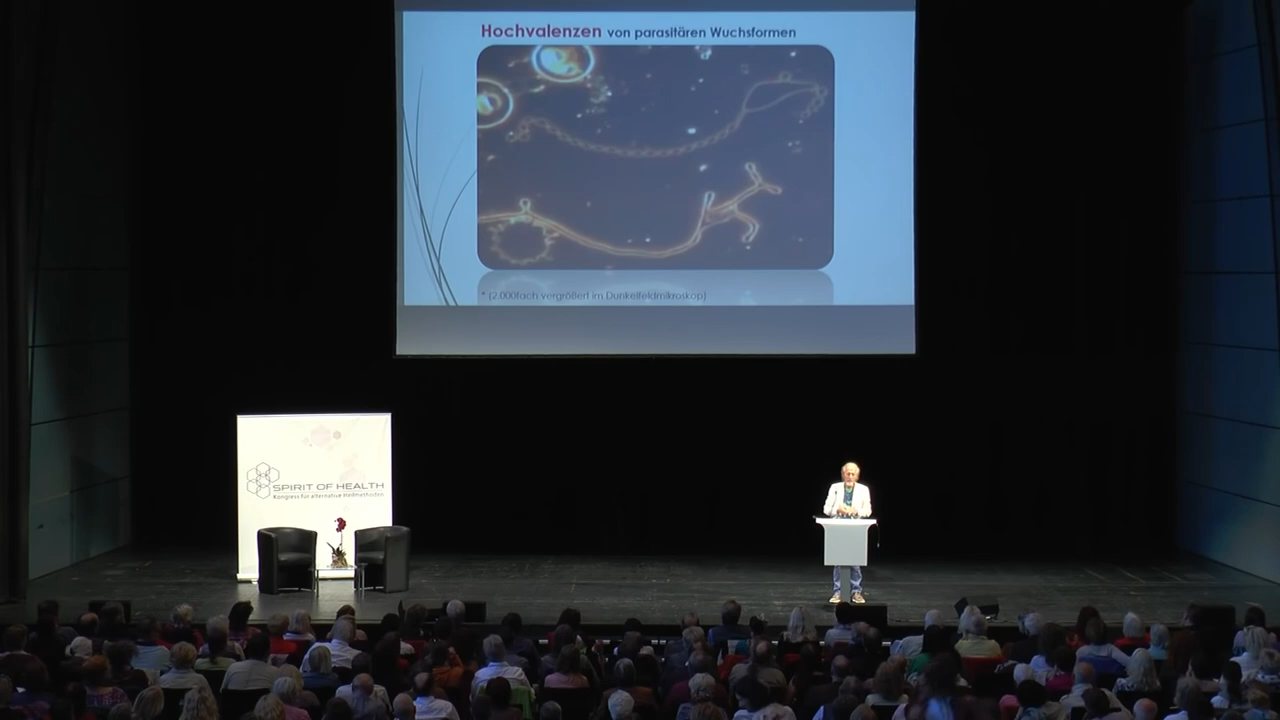 Hochvalenzen von parasitären Wuchsformen
* (2.000fach vergrößert im Dunkelfeldmikroskop)
SPIRIT OF HEALTH
Kongress für alternative Heilmethoden